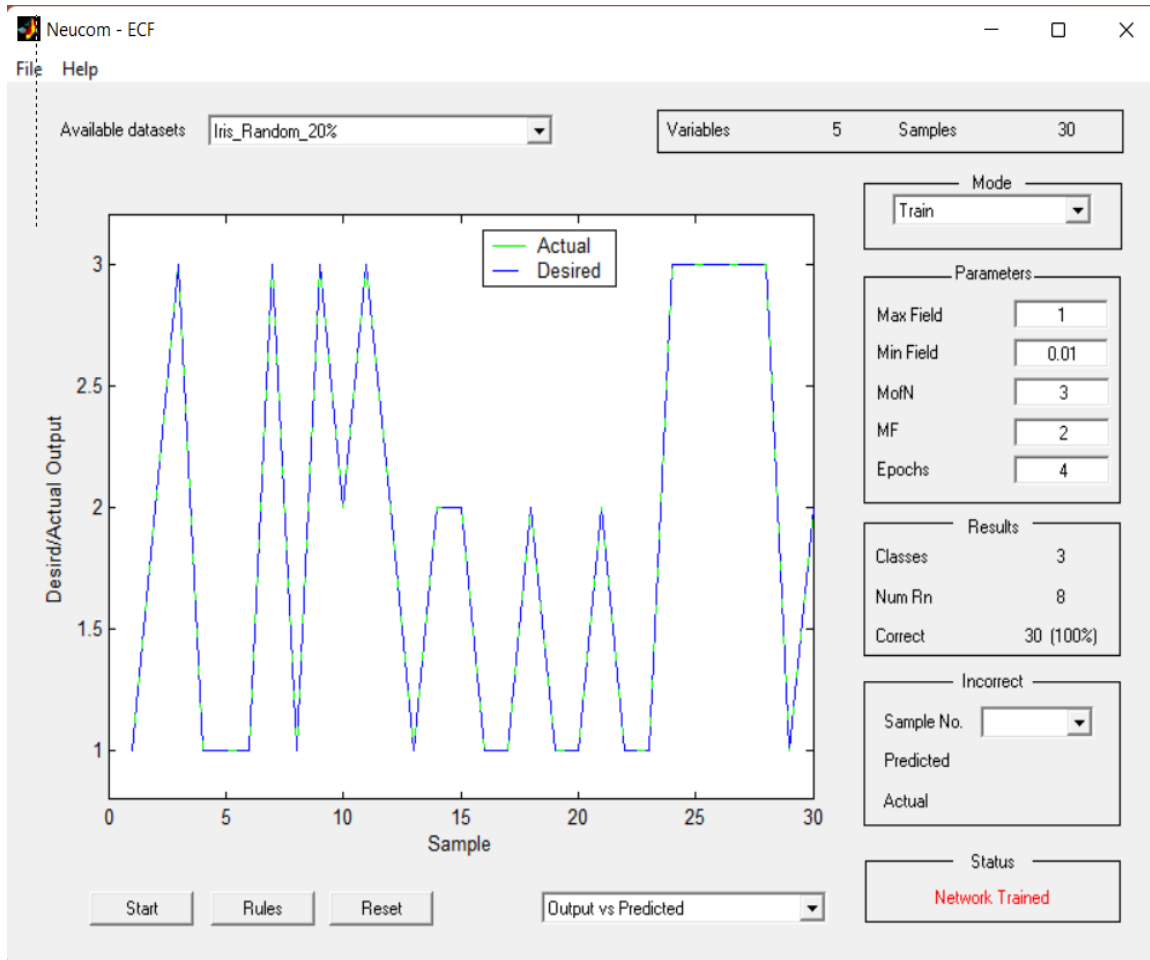 Neucom - ECF
File Help
Available datasets Iris_Random_20%
Variables 5 Samples 30
Mode
Train
Actual
Desired
3
2.5
2
1.5
1
Desird/Actual Output
0 5 10 15 20 25 30
Sample
Parameters
Max Field 1
Min Field 0.01
MofN 3
MF 2
Epochs 4
Results
Classes 3
Num Rn 8
Correct 30 (100%)
Incorrect
Sample No.
Predicted
Actual
Status
Network Trained
Start Rules Reset Output vs Predicted